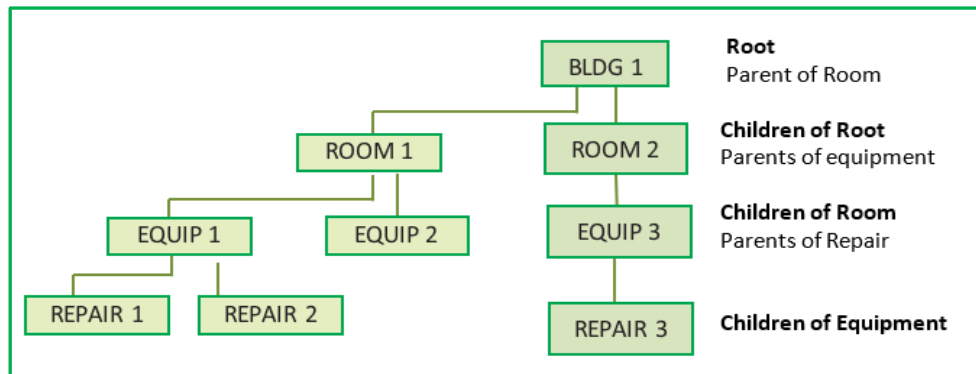 BLDG 1
Root
Parent of Room
ROOM 1
ROOM 2
Children of Root
Parents of equipment
EQUIP 1
EQUIP 2
EQUIP 3
Children of Room
Parents of Repair
REPAIR 1
REPAIR 2
REPAIR 3
Children of Equipment